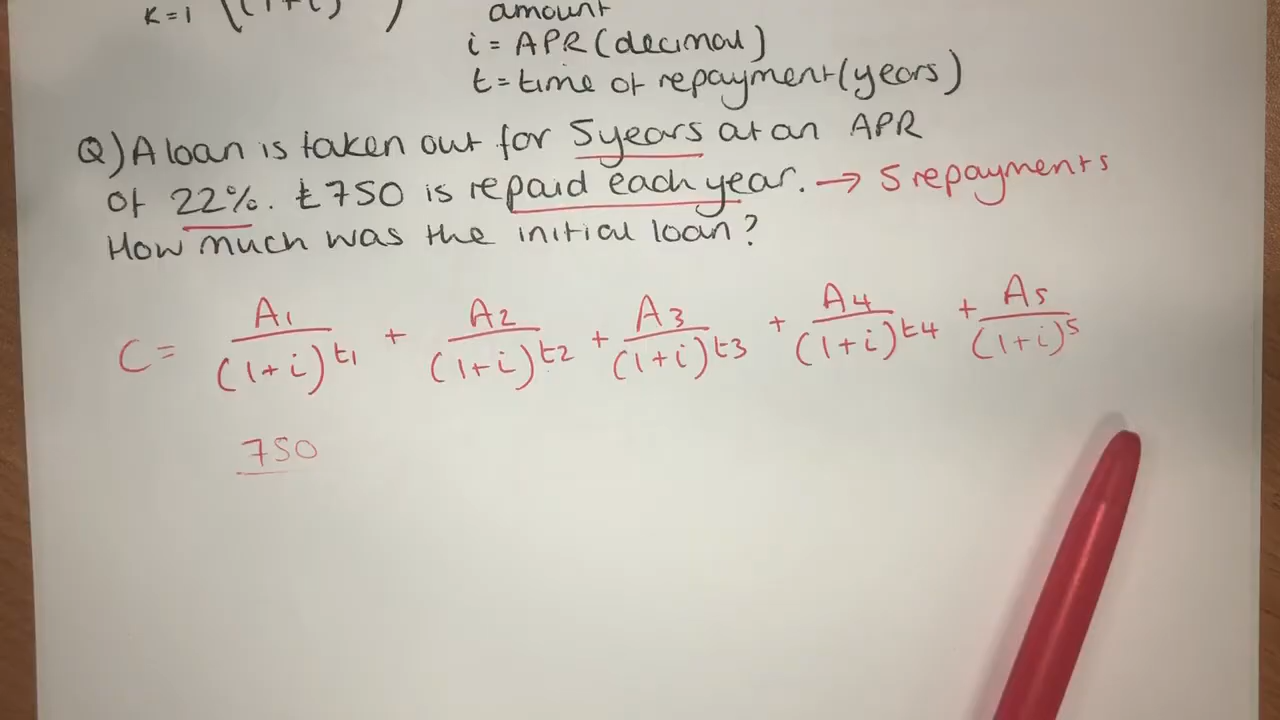 K=1 (1+i)
amount
i = APR (decimal)
t = time of repayment (years)
Q) A loan is taken out for 5 years at an APR
of 22%. £750 is repaid each year. → 5 repayments
How much was the initial loan?
C = A1/(1+i)^t1 + A2/(1+i)^t2 + A3/(1+i)^t3 + A4/(1+i)^t4 + A5/(1+i)^5
750